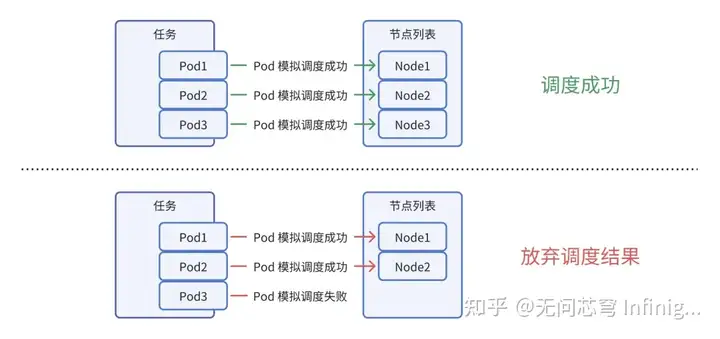 任务
节点列表
Pod1 Pod 模拟调度成功 Node1
Pod2 Pod 模拟调度成功 Node2
Pod3 Pod 模拟调度成功 Node3
调度成功
任务
节点列表
Pod1 Pod 模拟调度成功 Node1
Pod2 Pod 模拟调度成功 Node2
Pod3 Pod 模拟调度失败
放弃调度结果
知乎 @无问芯穹 Infinig...